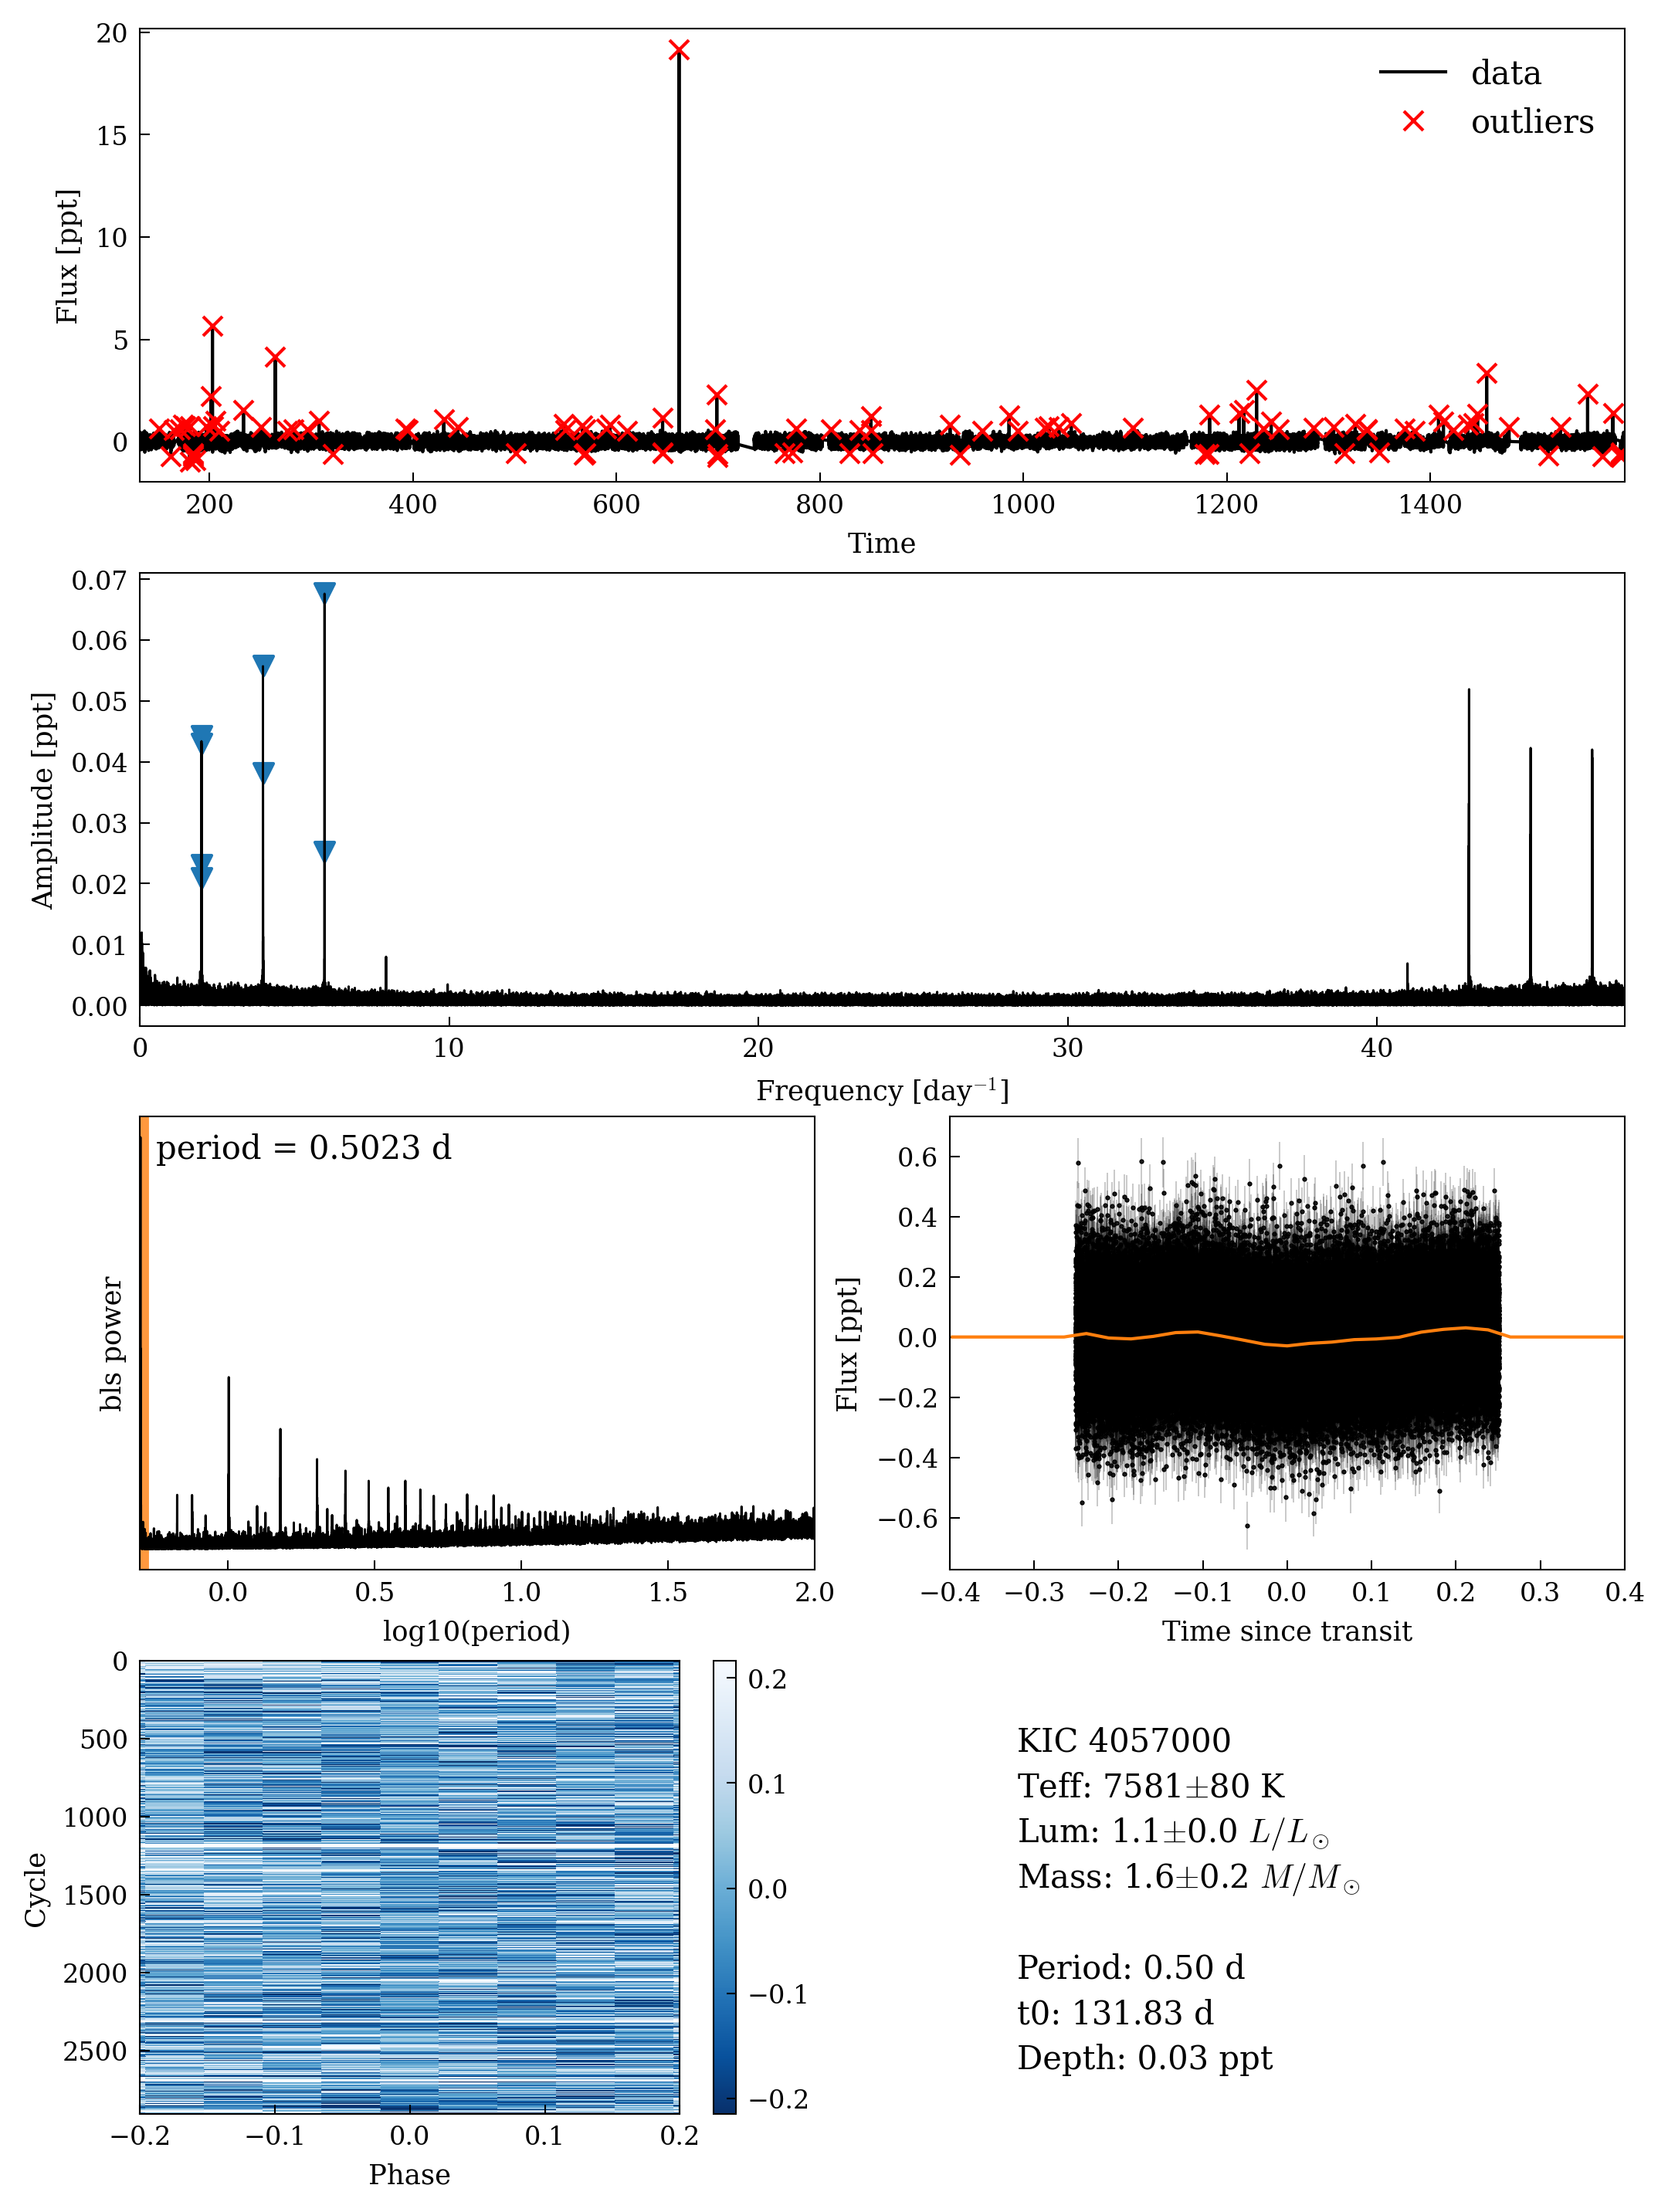 20
15
10
5
0
Flux [ppt]
data
outliers
200 400 600 800 1000 1200 1400
Time
0.07
0.06
0.05
0.04
0.03
0.02
0.01
0.00
Amplitude [ppt]
0 10 20 30 40
Frequency [day⁻¹]
period = 0.5023 d
bls power
0.0 0.5 1.0 1.5 2.0
log10(period)
0.6
0.4
0.2
0.0
−0.2
−0.4
−0.6
Flux [ppt]
−0.4 −0.3 −0.2 −0.1 0.0 0.1 0.2 0.3 0.4
Time since transit
0
500
1000
1500
2000
2500
Cycle
−0.2 −0.1 0.0 0.1 0.2
Phase
0.2
0.1
0.0
−0.1
−0.2
KIC 4057000
Teff: 7581±80 K
Lum: 1.1±0.0 L/L⊙
Mass: 1.6±0.2 M/M⊙
Period: 0.50 d
t0: 131.83 d
Depth: 0.03 ppt